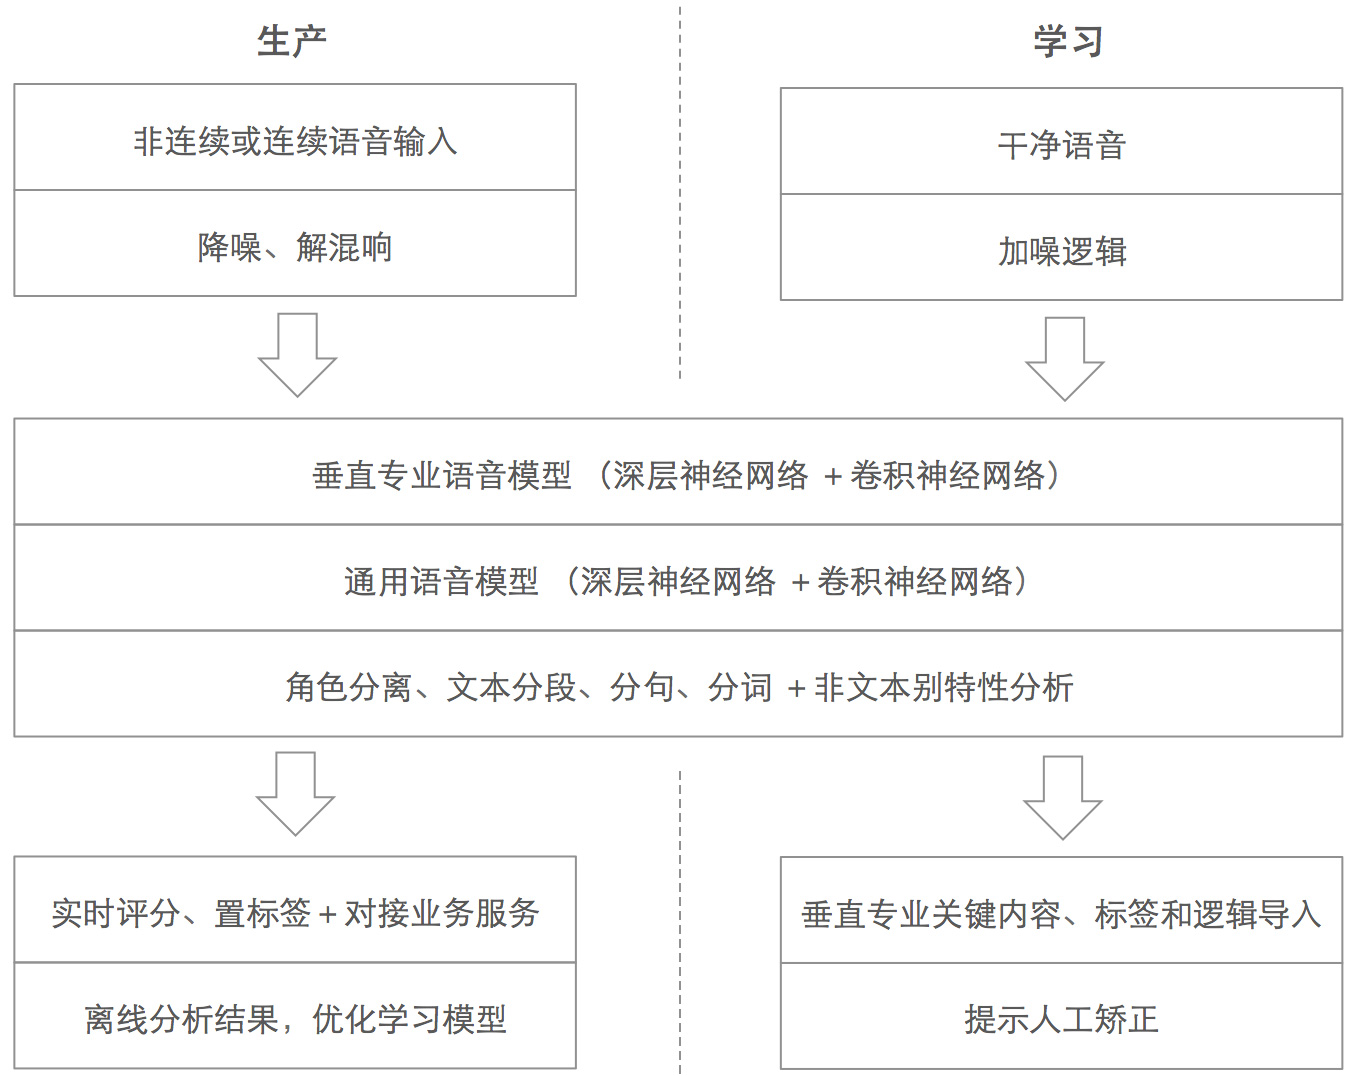 生产
学习
非连续或连续语音输入
干净语音
降噪、解混响
加噪逻辑
垂直专业语音模型 （深层神经网络 ＋卷积神经网络）
通用语音模型 （深层神经网络 ＋卷积神经网络）
角色分离、文本分段、分句、分词 ＋非文本别特性分析
实时评分、置标签＋对接业务服务
垂直专业关键内容、标签和逻辑导入
离线分析结果，优化学习模型
提示人工矫正